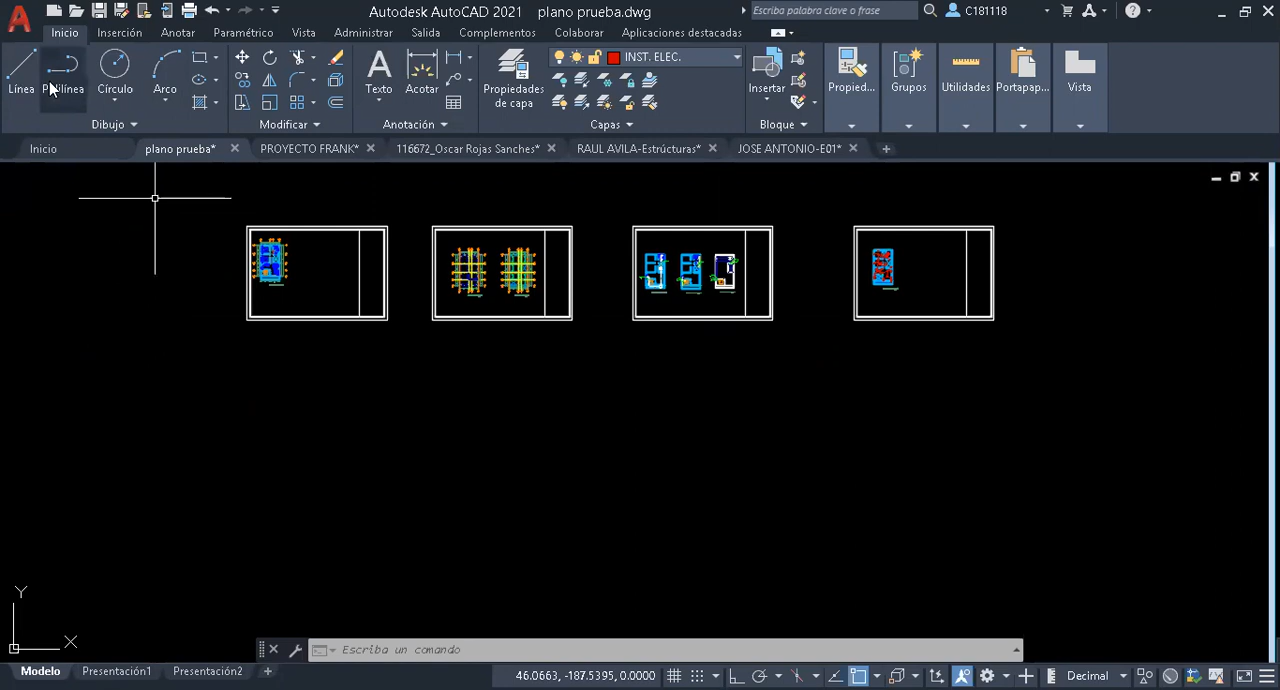 Autodesk AutoCAD 2021 plano prueba.dwg
Escriba palabra clave o frase
C181118
Inicio Inserción Anotar Paramétrico Vista Administrar Salida Complementos Colaborar Aplicaciones destacadas
INST. ELEC.
Línea Círculo Arco Texto Acotar Propiedades de capa Insertar Propied... Grupos Utilidades Portapap... Vista
Dibujo Modificar Anotación Capas Bloque
Inicio plano prueba* PROYECTO FRANK* 116672_Oscar Rojas Sanches* RAUL AVILA-Estrúcturas* JOSE ANTONIO-E01*
Y
X
Escriba un comando
Modelo Presentación1 Presentación2 46.0663, -187.5395, 0.0000 Decimal